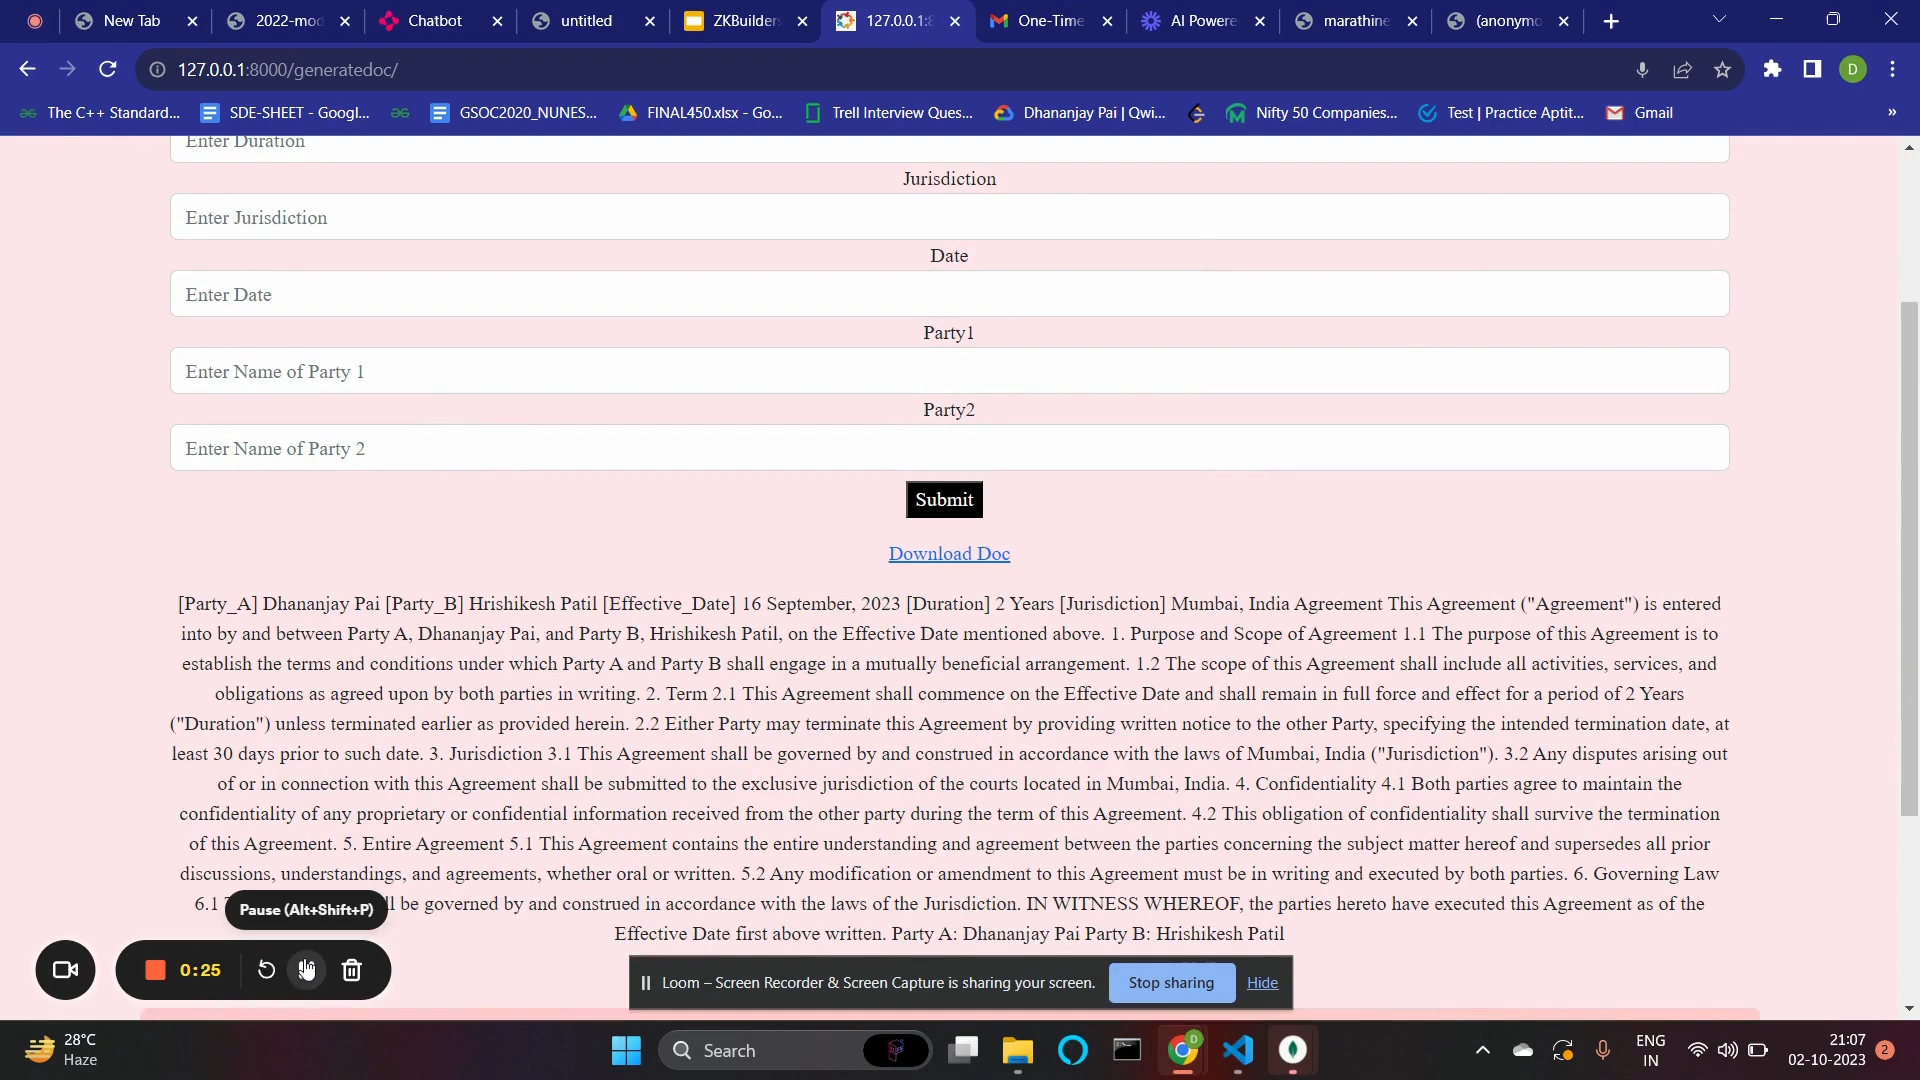 New Tab
2022-mod
Chatbot
untitled
ZKBuilders
127.0.0.1:8
One-Time
AI Powere
marathine
(anonymo
127.0.0.1:8000/generatedoc/
D
The C++ Standard...
SDE-SHEET - Googl...
GSOC2020_NUNES...
FINAL450.xlsx - Go...
Trell Interview Ques...
Dhananjay Pai | Qwi...
Nifty 50 Companies...
Test | Practice Aptit...
Gmail
»
Enter Duration
Jurisdiction
Enter Jurisdiction
Date
Enter Date
Party1
Enter Name of Party 1
Party2
Enter Name of Party 2
Submit
Download Doc
[Party_A] Dhananjay Pai [Party_B] Hrishikesh Patil [Effective_Date] 16 September, 2023 [Duration] 2 Years [Jurisdiction] Mumbai, India Agreement This Agreement ("Agreement") is entered
into by and between Party A, Dhananjay Pai, and Party B, Hrishikesh Patil, on the Effective Date mentioned above. 1. Purpose and Scope of Agreement 1.1 The purpose of this Agreement is to
establish the terms and conditions under which Party A and Party B shall engage in a mutually beneficial arrangement. 1.2 The scope of this Agreement shall include all activities, services, and
obligations as agreed upon by both parties in writing. 2. Term 2.1 This Agreement shall commence on the Effective Date and shall remain in full force and effect for a period of 2 Years
("Duration") unless terminated earlier as provided herein. 2.2 Either Party may terminate this Agreement by providing written notice to the other Party, specifying the intended termination date, at
least 30 days prior to such date. 3. Jurisdiction 3.1 This Agreement shall be governed by and construed in accordance with the laws of Mumbai, India ("Jurisdiction"). 3.2 Any disputes arising out
of or in connection with this Agreement shall be submitted to the exclusive jurisdiction of the courts located in Mumbai, India. 4. Confidentiality 4.1 Both parties agree to maintain the
confidentiality of any proprietary or confidential information received from the other party during the term of this Agreement. 4.2 This obligation of confidentiality shall survive the termination
of this Agreement. 5. Entire Agreement 5.1 This Agreement contains the entire understanding and agreement between the parties concerning the subject matter hereof and supersedes all prior
discussions, understandings, and agreements, whether oral or written. 5.2 Any modification or amendment to this Agreement must be in writing and executed by both parties. 6. Governing Law
6.1 be governed by and construed in accordance with the laws of the Jurisdiction. IN WITNESS WHEREOF, the parties hereto have executed this Agreement as of the
Effective Date first above written. Party A: Dhananjay Pai Party B: Hrishikesh Patil
Pause (Alt+Shift+P)
0:25
Loom – Screen Recorder & Screen Capture is sharing your screen.
Stop sharing
Hide
28°C
Haze
Search
D
ENG
IN
21:07
02-10-2023
2